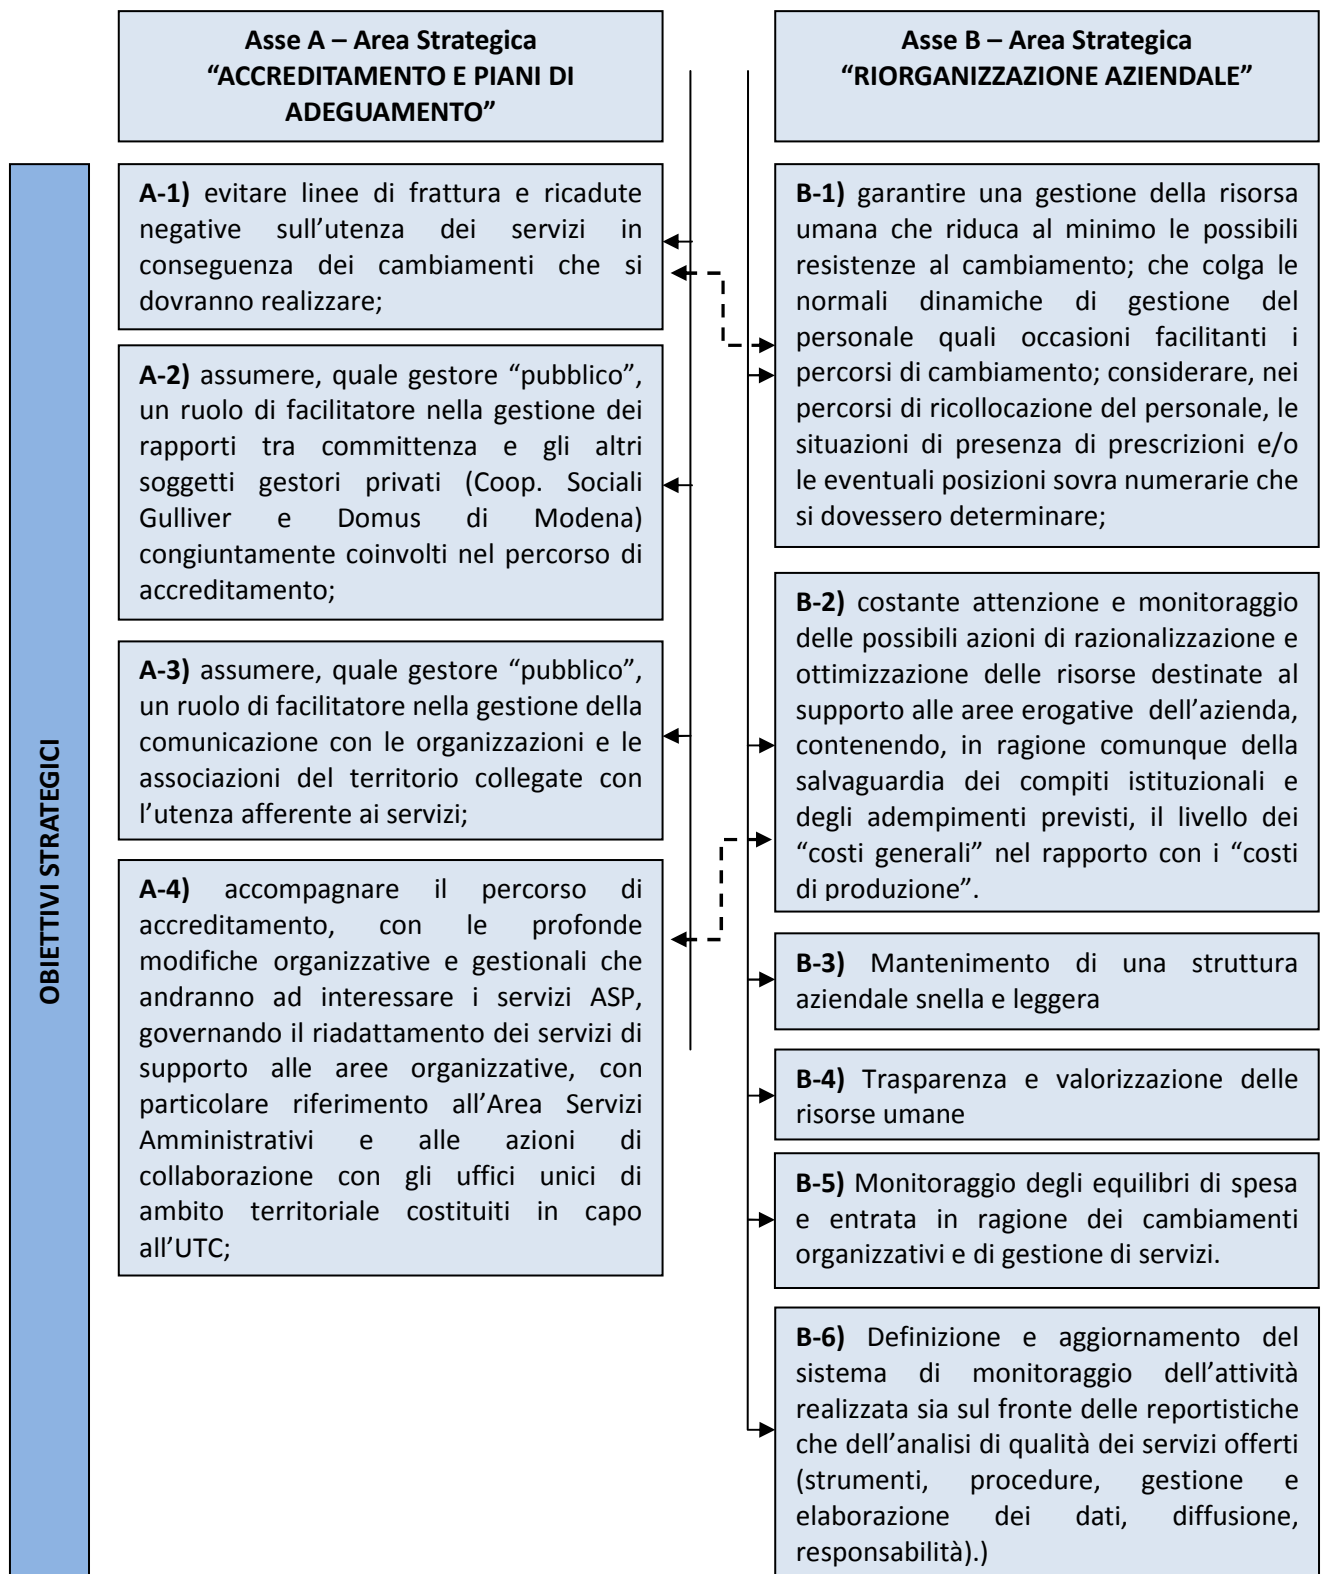 Asse A – Area Strategica
“ACCREDITAMENTO E PIANI DI
ADEGUAMENTO”
Asse B – Area Strategica
“RIORGANIZZAZIONE AZIENDALE”
OBIETTIVI STRATEGICI
A-1) evitare linee di frattura e ricadute
negative sull’utenza dei servizi in
conseguenza dei cambiamenti che si
dovranno realizzare;
A-2) assumere, quale gestore “pubblico”,
un ruolo di facilitatore nella gestione dei
rapporti tra committenza e gli altri
soggetti gestori privati (Coop. Sociali
Gulliver e Domus di Modena)
congiuntamente coinvolti nel percorso di
accreditamento;
A-3) assumere, quale gestore “pubblico”,
un ruolo di facilitatore nella gestione della
comunicazione con le organizzazioni e le
associazioni del territorio collegate con
l’utenza afferente ai servizi;
A-4) accompagnare il percorso di
accreditamento, con le profonde
modifiche organizzative e gestionali che
andranno ad interessare i servizi ASP,
governando il riadattamento dei servizi di
supporto alle aree organizzative, con
particolare riferimento all’Area Servizi
Amministrativi e alle azioni di
collaborazione con gli uffici unici di
ambito territoriale costituiti in capo
all’UTC;
B-1) garantire una gestione della risorsa
umana che riduca al minimo le possibili
resistenze al cambiamento; che colga le
normali dinamiche di gestione del
personale quali occasioni facilitanti i
percorsi di cambiamento; considerare, nei
percorsi di ricollocazione del personale, le
situazioni di presenza di prescrizioni e/o
le eventuali posizioni sovra numerarie che
si dovessero determinare;
B-2) costante attenzione e monitoraggio
delle possibili azioni di razionalizzazione e
ottimizzazione delle risorse destinate al
supporto alle aree erogative dell’azienda,
contenendo, in ragione comunque della
salvaguardia dei compiti istituzionali e
degli adempimenti previsti, il livello dei
“costi generali” nel rapporto con i “costi
di produzione”.
B-3) Mantenimento di una struttura
aziendale snella e leggera
B-4) Trasparenza e valorizzazione delle
risorse umane
B-5) Monitoraggio degli equilibri di spesa
e entrata in ragione dei cambiamenti
organizzativi e di gestione di servizi.
B-6) Definizione e aggiornamento del
sistema di monitoraggio dell’attività
realizzata sia sul fronte delle reportistiche
che dell’analisi di qualità dei servizi offerti
(strumenti, procedure, gestione e
elaborazione dei dati, diffusione,
responsabilità).)